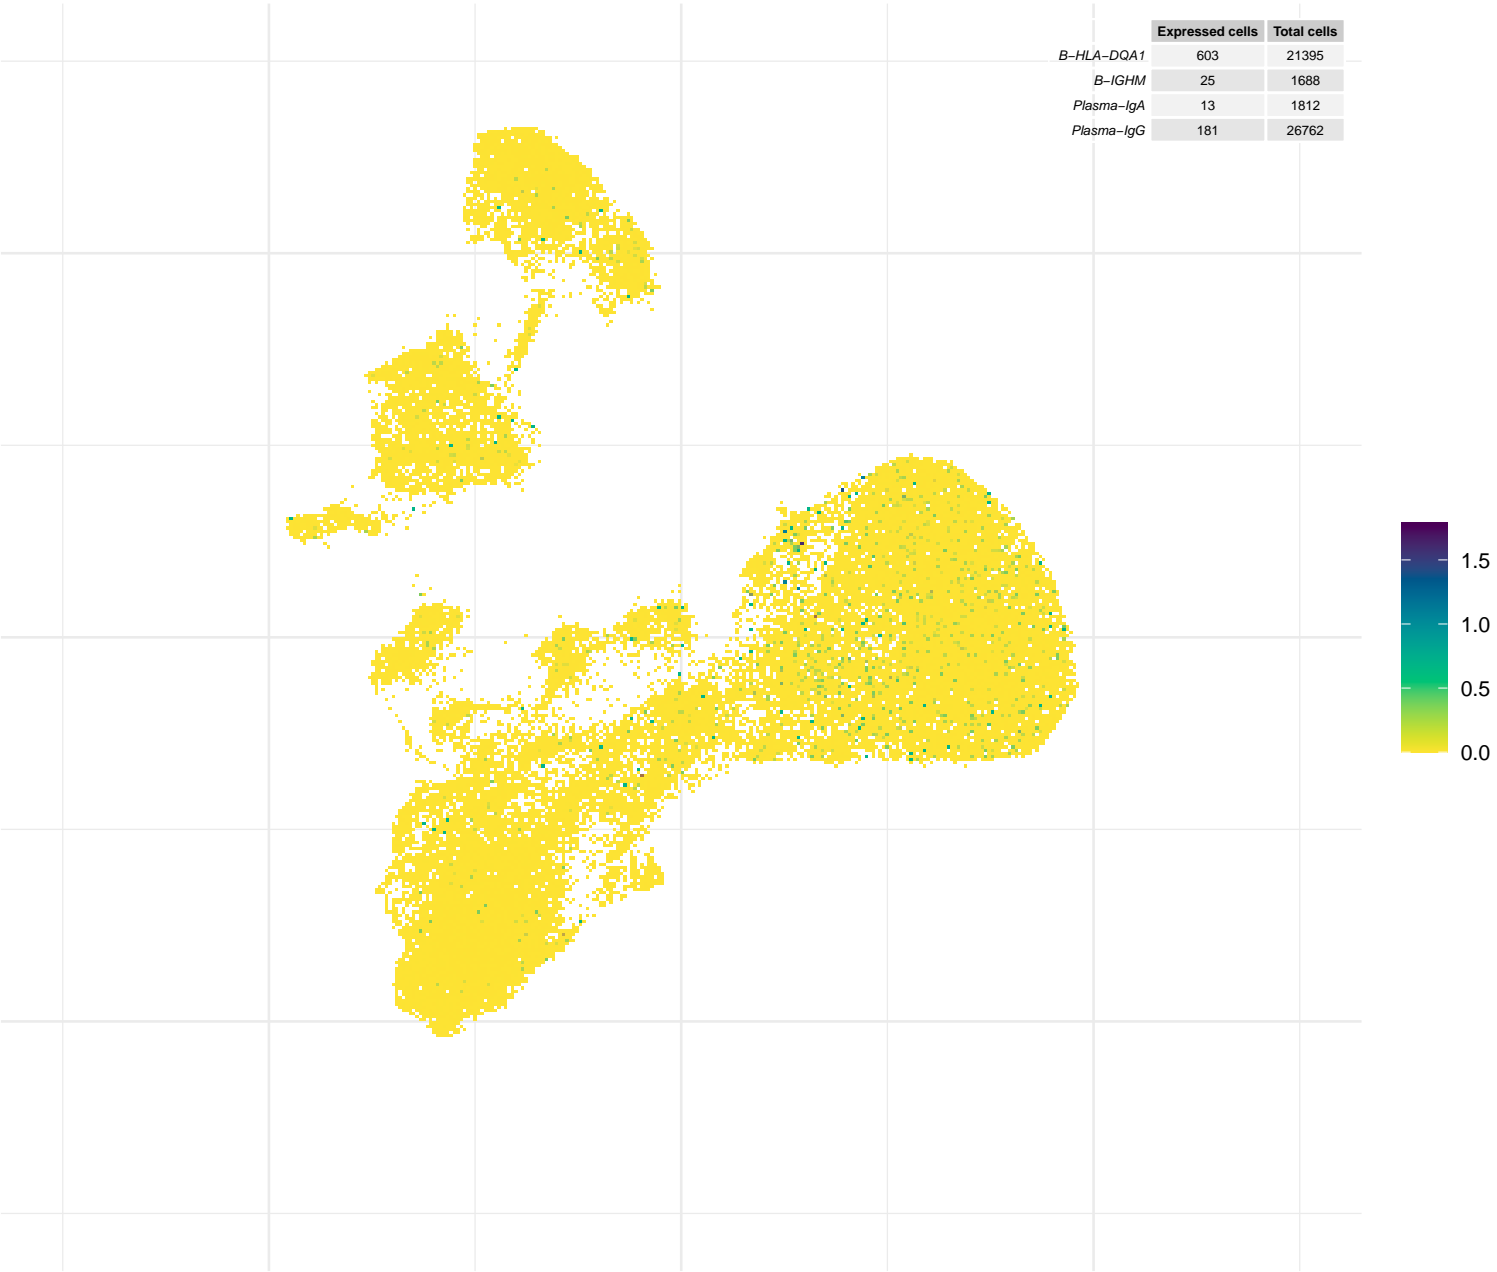 Expressed cells Total cells
B−HLA−DQA1 603 21395
B−IGHM 25 1688
Plasma−IgA 13 1812
Plasma−IgG 181 26762
1.5
1.0
0.5
0.0